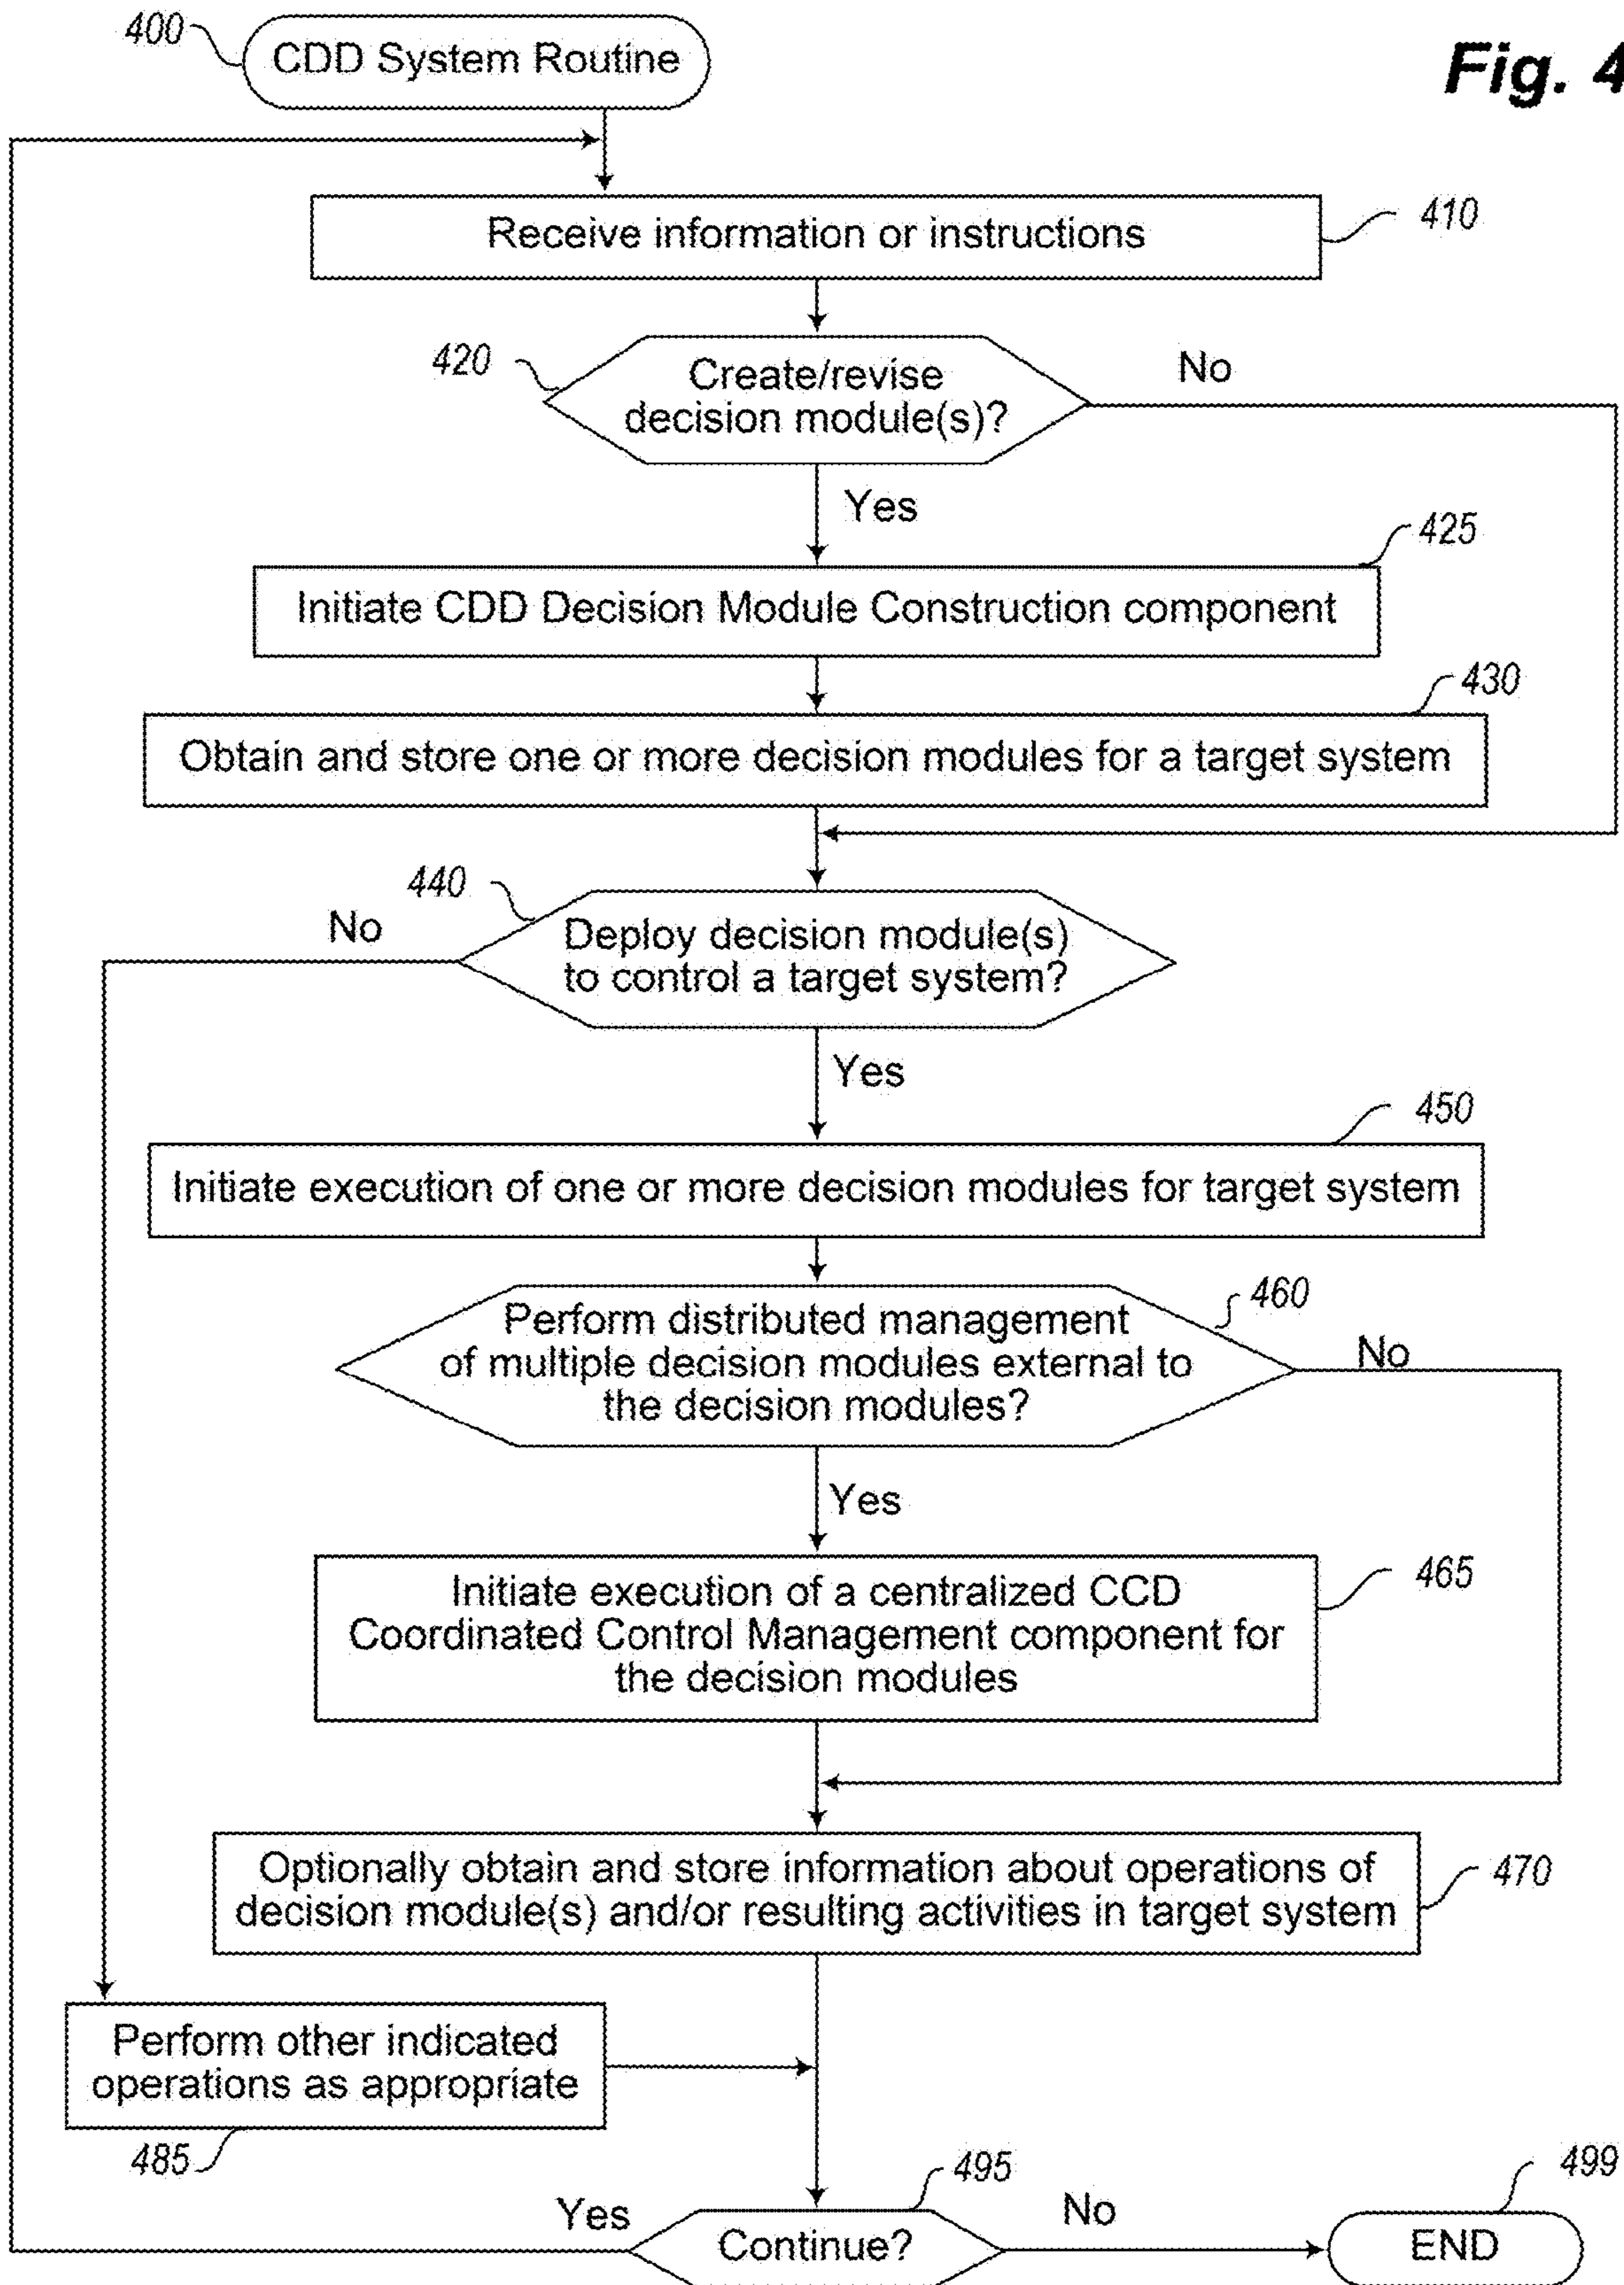 400
CDD System Routine
Fig. 4
Receive information or instructions
410
420
Create/revise
decision module(s)?
No
Yes
425
Initiate CDD Decision Module Construction component
430
Obtain and store one or more decision modules for a target system
440
No
Deploy decision module(s)
to control a target system?
Yes
450
Initiate execution of one or more decision modules for target system
460
Perform distributed management
of multiple decision modules external to
the decision modules?
No
Yes
465
Initiate execution of a centralized CCD
Coordinated Control Management component for
the decision modules
Optionally obtain and store information about operations of
decision module(s) and/or resulting activities in target system
470
Perform other indicated
operations as appropriate
485
495
499
Yes
Continue?
No
END